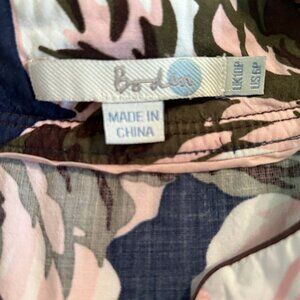 Boden
UK 10P
US 6P
MADE IN
CHINA